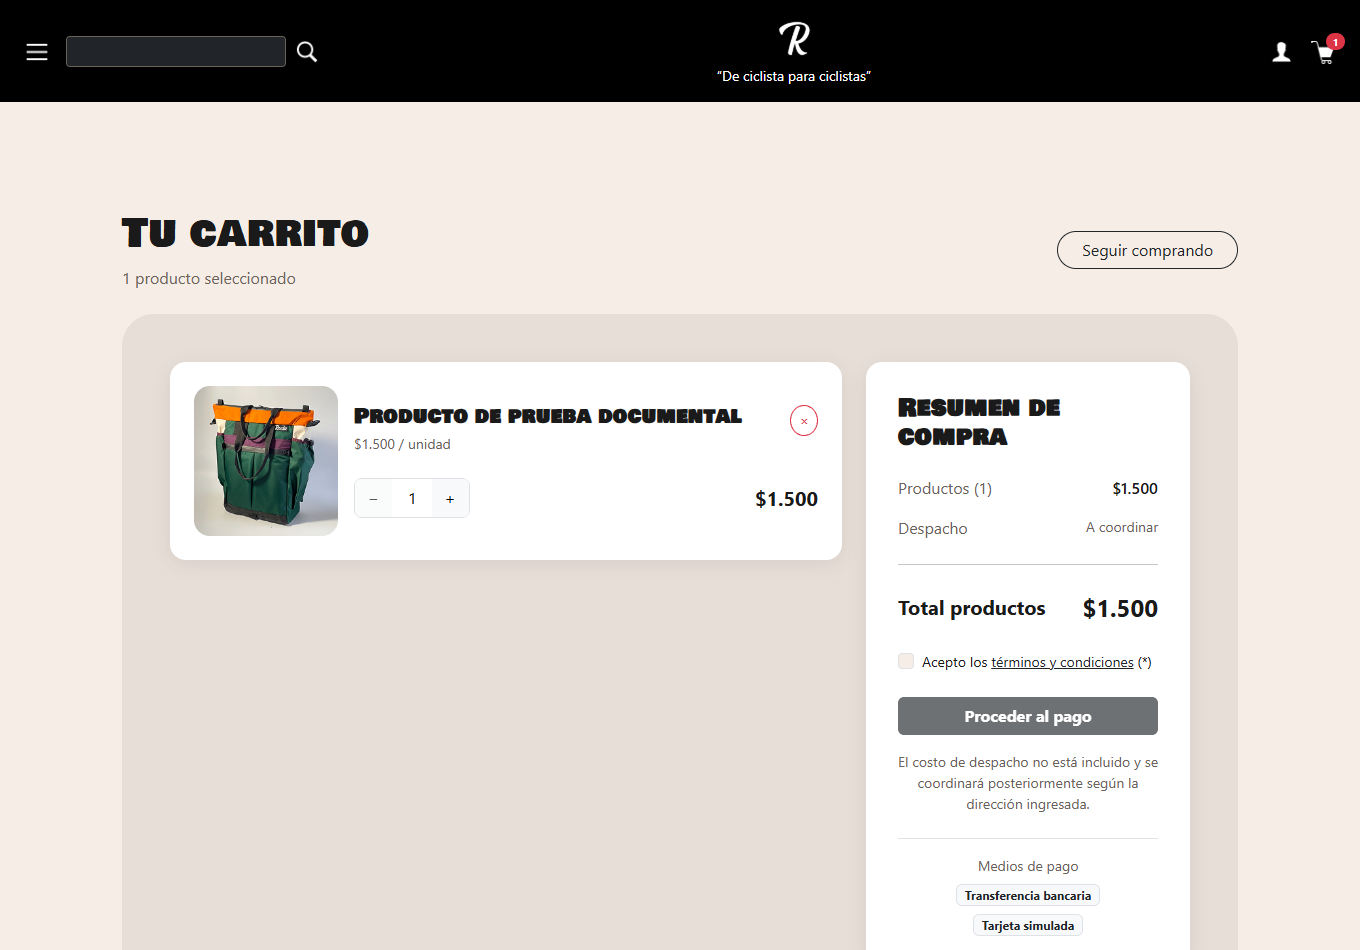 R
“De ciclista para ciclistas”
1
Tu carrito
1 producto seleccionado
Seguir comprando
Producto de prueba documental
×
$1.500 / unidad
− 1 +
$1.500
Resumen de
compra
Productos (1) $1.500
Despacho A coordinar
Total productos $1.500
Acepto los términos y condiciones (*)
Proceder al pago
El costo de despacho no está incluido y se
coordinará posteriormente según la
dirección ingresada.
Medios de pago
Transferencia bancaria
Tarjeta simulada